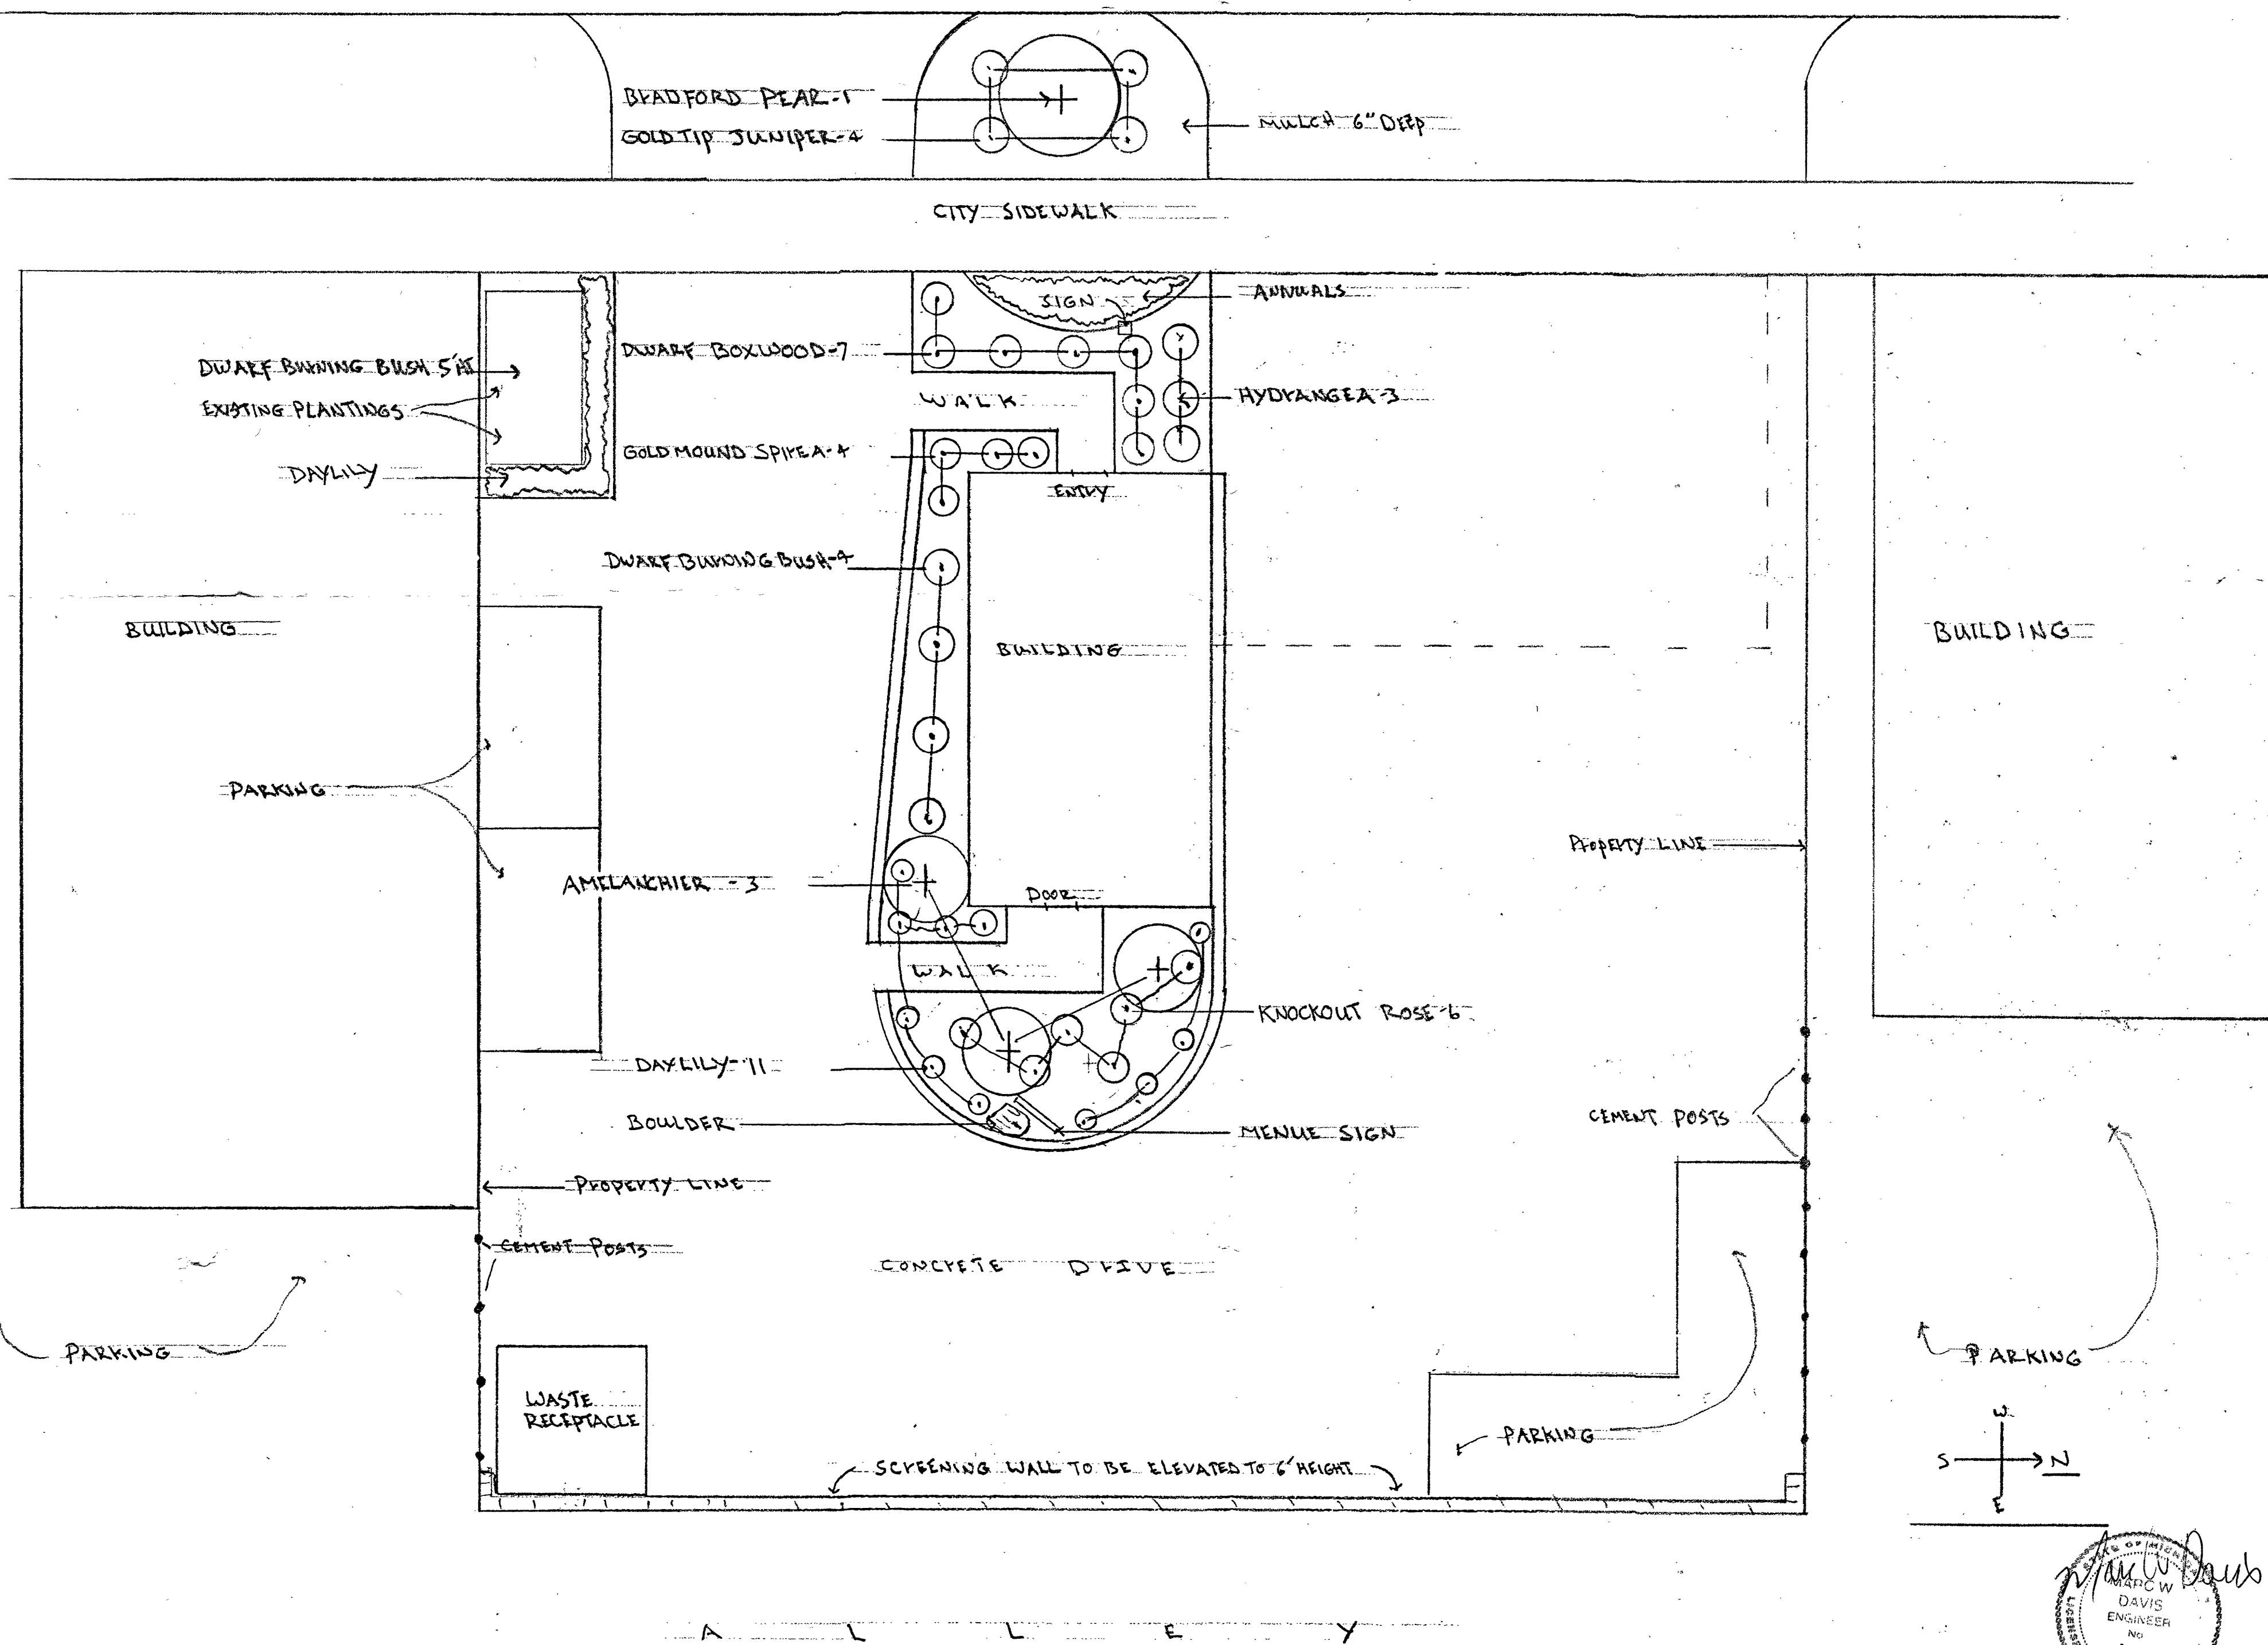 BRADFORD PEAR-1
GOLD TIP JUNIPER-4
MULCH 6" DEEP
CITY SIDEWALK
SIGN
ANNUALS
DWARF BURNING BUSH 5'HT
DWARF BOXWOOD-7
EXISTING PLANTINGS
WALK
HYDRANGEA-3
GOLD MOUND SPIREA-4
DAYLILY
ENTRY
DWARF BURNING BUSH-4
BUILDING
BUILDING
BUILDING
PARKING
PROPERTY LINE
AMELANCHIER -3
DOOR
WALK
KNOCKOUT ROSE-6
DAYLILY-11
BOULDER
MENUE SIGN
CEMENT POSTS
PROPERTY LINE
CEMENT POSTS
CONCRETE DRIVE
PARKING
PARKING
WASTE
RECEPTACLE
PARKING
SCREENING WALL TO BE ELEVATED TO 6' HEIGHT
W
S N
E
Marc W Davis
MARC W
DAVIS
ENGINEER
NO
ALLEY